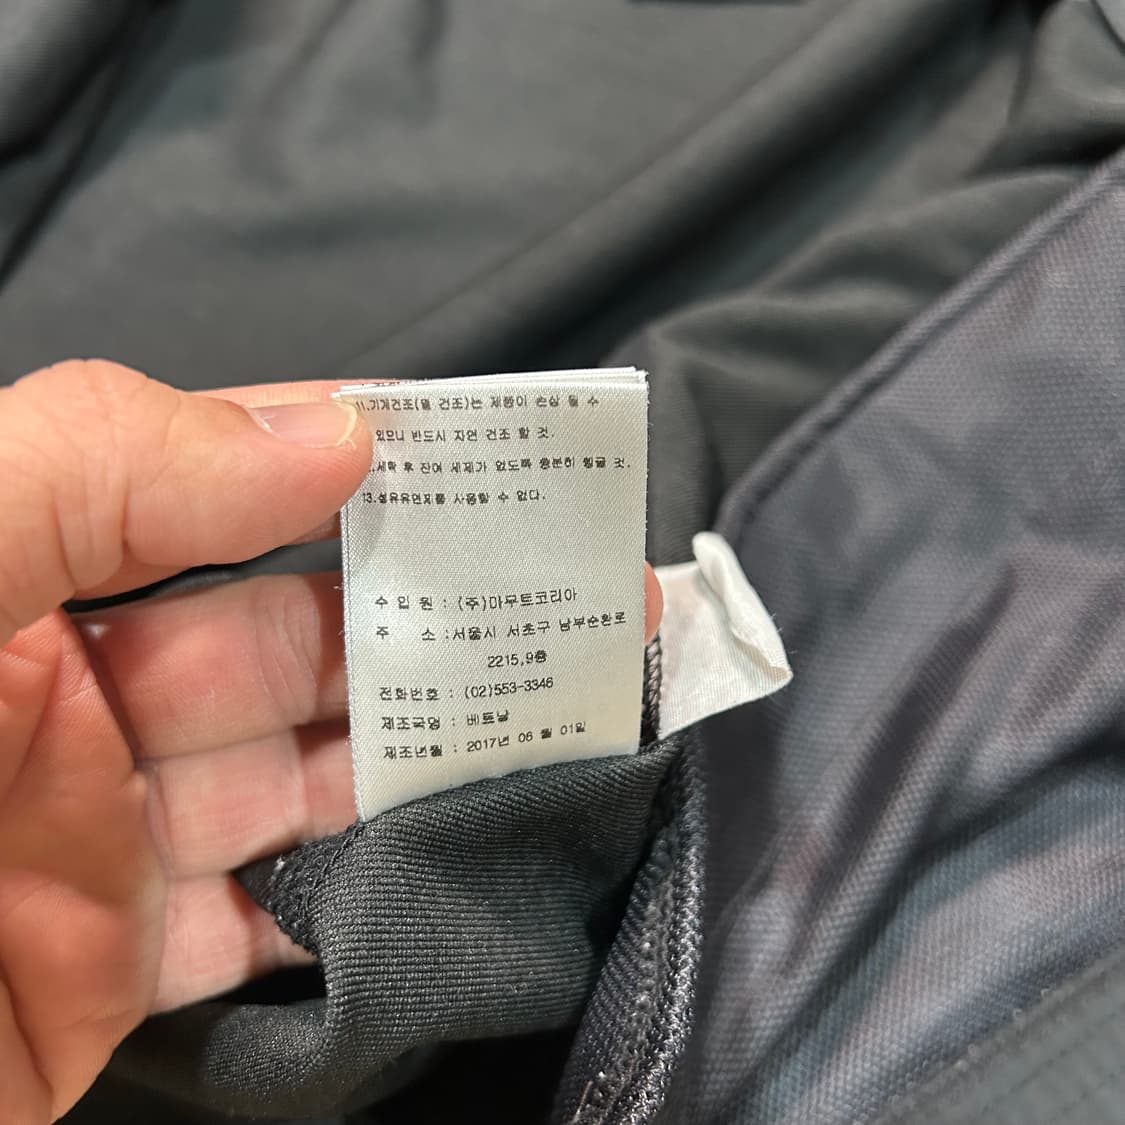 11.기계건조(열 건조)는 제품이 손상 될 수
있으니 반드시 자연 건조 할 것.
.세탁 후 잔여 세제가 없도록 충분히 헹굴 것.
13.섬유유연제를 사용할 수 없다.
수 입 원 : (주)마무트코리아
주 소 :서울시 서초구 남부순환로
2215,9층
전화번호 : (02)553-3346
제조국명 : 베트남
제조년월 : 2017년 06 월 01일